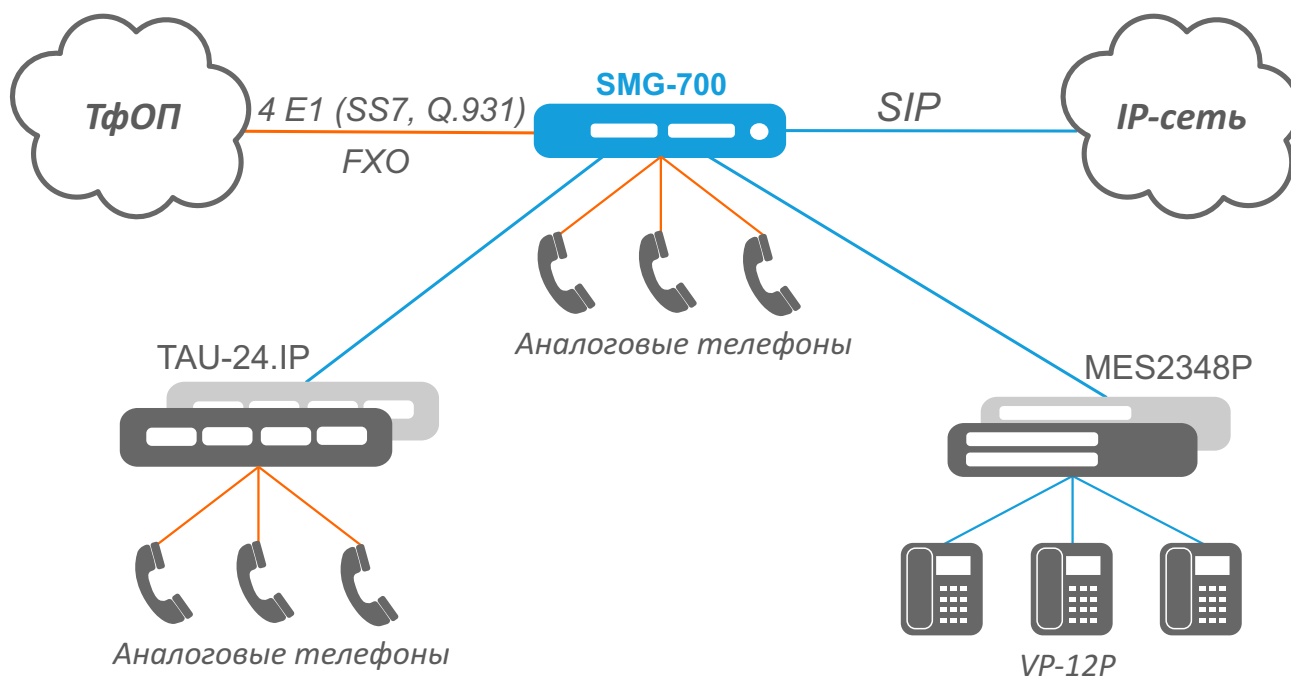 SMG-700
ТфОП
4 E1 (SS7, Q.931)
FXO
SIP
IP-сеть
Аналоговые телефоны
TAU-24.IP
MES2348P
Аналоговые телефоны
VP-12P